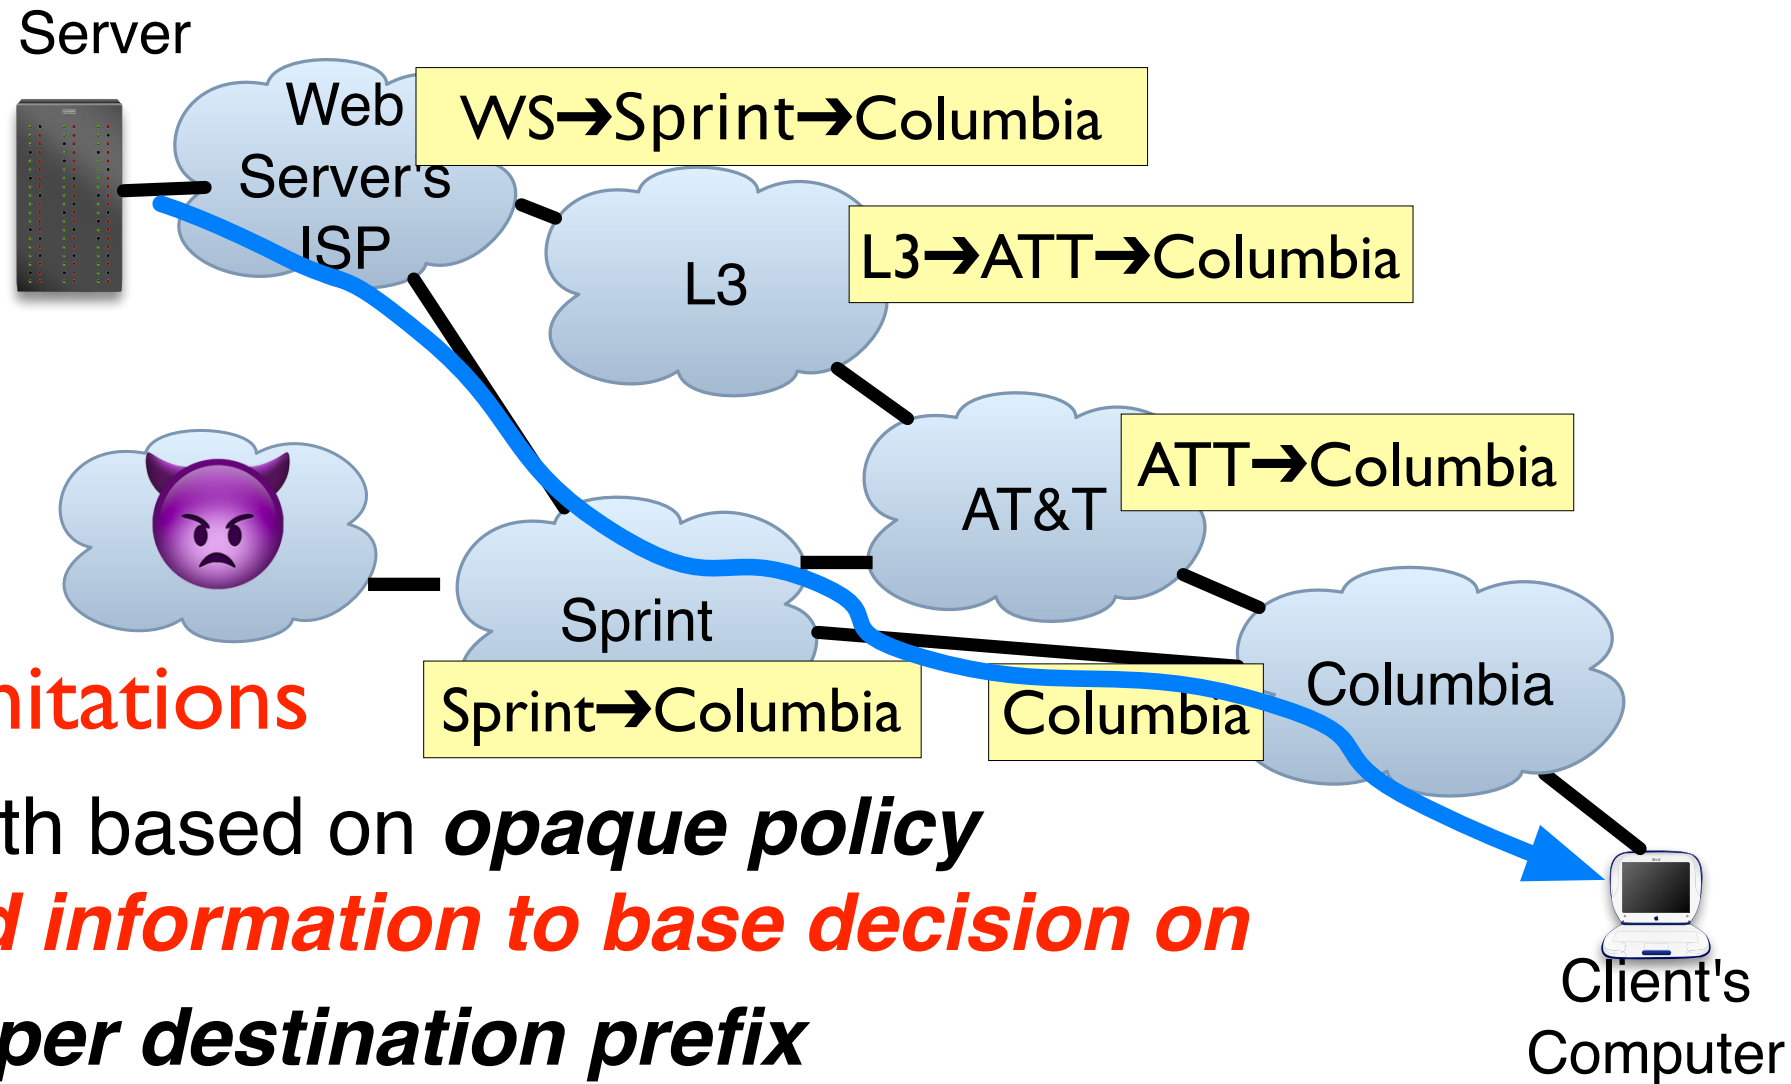 Server
Web
Server's
ISP
WS➔Sprint➔Columbia
L3
L3➔ATT➔Columbia
AT&T
ATT➔Columbia
Sprint
Sprint➔Columbia
Columbia
Columbia
nitations
th based on opaque policy
d information to base decision on
per destination prefix
Client's
Computer